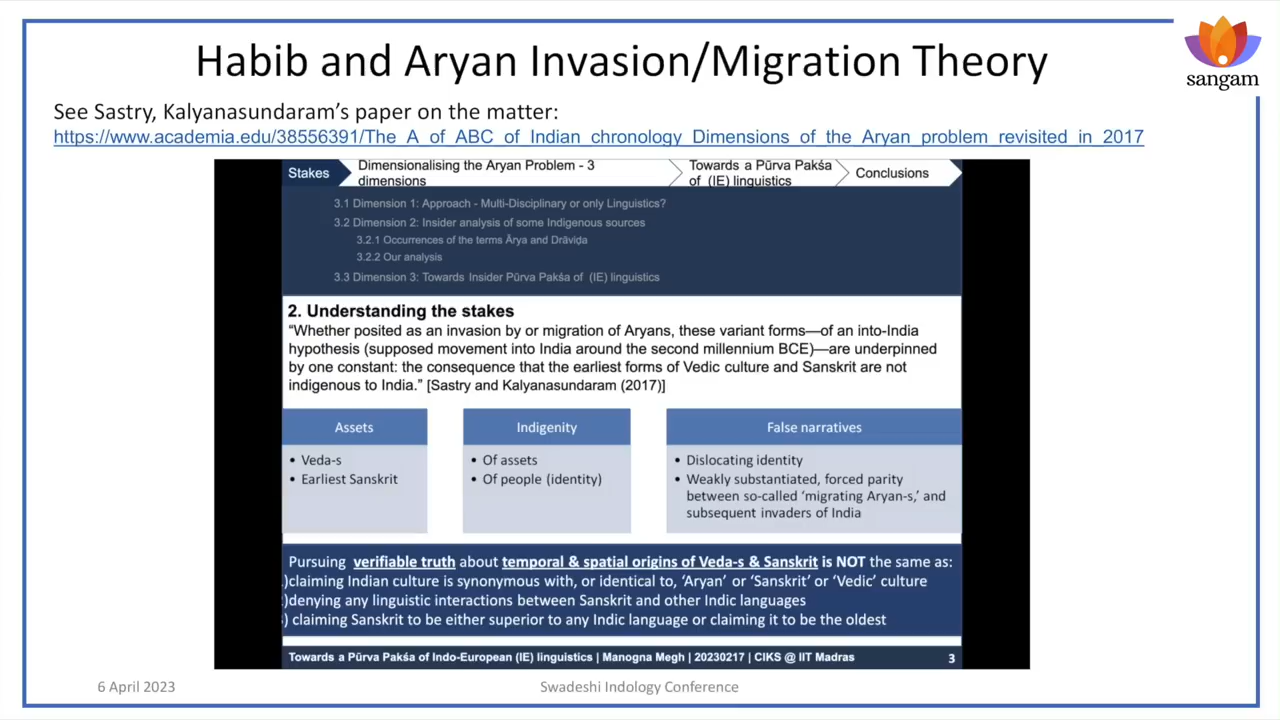 Habib and Aryan Invasion/Migration Theory
sangam
See Sastry, Kalyanasundaram's paper on the matter:
https://www.academia.edu/38556391/The_A_of_ABC_of_Indian_chronology_Dimensions_of_the_Aryan_problem_revisited_in_2017
Stakes
Dimensionalising the Aryan Problem - 3
dimensions
Towards a Pūrva Pakśa
of (IE) linguistics
Conclusions
3.1 Dimension 1: Approach - Multi-Disciplinary or only Linguistics?
3.2 Dimension 2: Insider analysis of some Indigenous sources
3.2.1 Occurrences of the terms Ārya and Drāviḍa
3.2.2 Our analysis
3.3 Dimension 3: Towards Insider Pūrva Pakśa of (IE) linguistics
2. Understanding the stakes
“Whether posited as an invasion by or migration of Aryans, these variant forms—of an into-India
hypothesis (supposed movement into India around the second millennium BCE)—are underpinned
by one constant: the consequence that the earliest forms of Vedic culture and Sanskrit are not
indigenous to India.” [Sastry and Kalyanasundaram (2017)]
Assets
• Veda-s
• Earliest Sanskrit
Indigenity
• Of assets
• Of people (identity)
False narratives
• Dislocating identity
• Weakly substantiated, forced parity
between so-called ‘migrating Aryan-s,’ and
subsequent invaders of India
Pursuing verifiable truth about temporal & spatial origins of Veda-s & Sanskrit is NOT the same as:
)claiming Indian culture is synonymous with, or identical to, ‘Aryan’ or ‘Sanskrit’ or ‘Vedic’ culture
)denying any linguistic interactions between Sanskrit and other Indic languages
) claiming Sanskrit to be either superior to any Indic language or claiming it to be the oldest
Towards a Pūrva Pakśa of Indo-European (IE) linguistics | Manogna Megh | 20230217 | CIKS @ IIT Madras
3
6 April 2023
Swadeshi Indology Conference